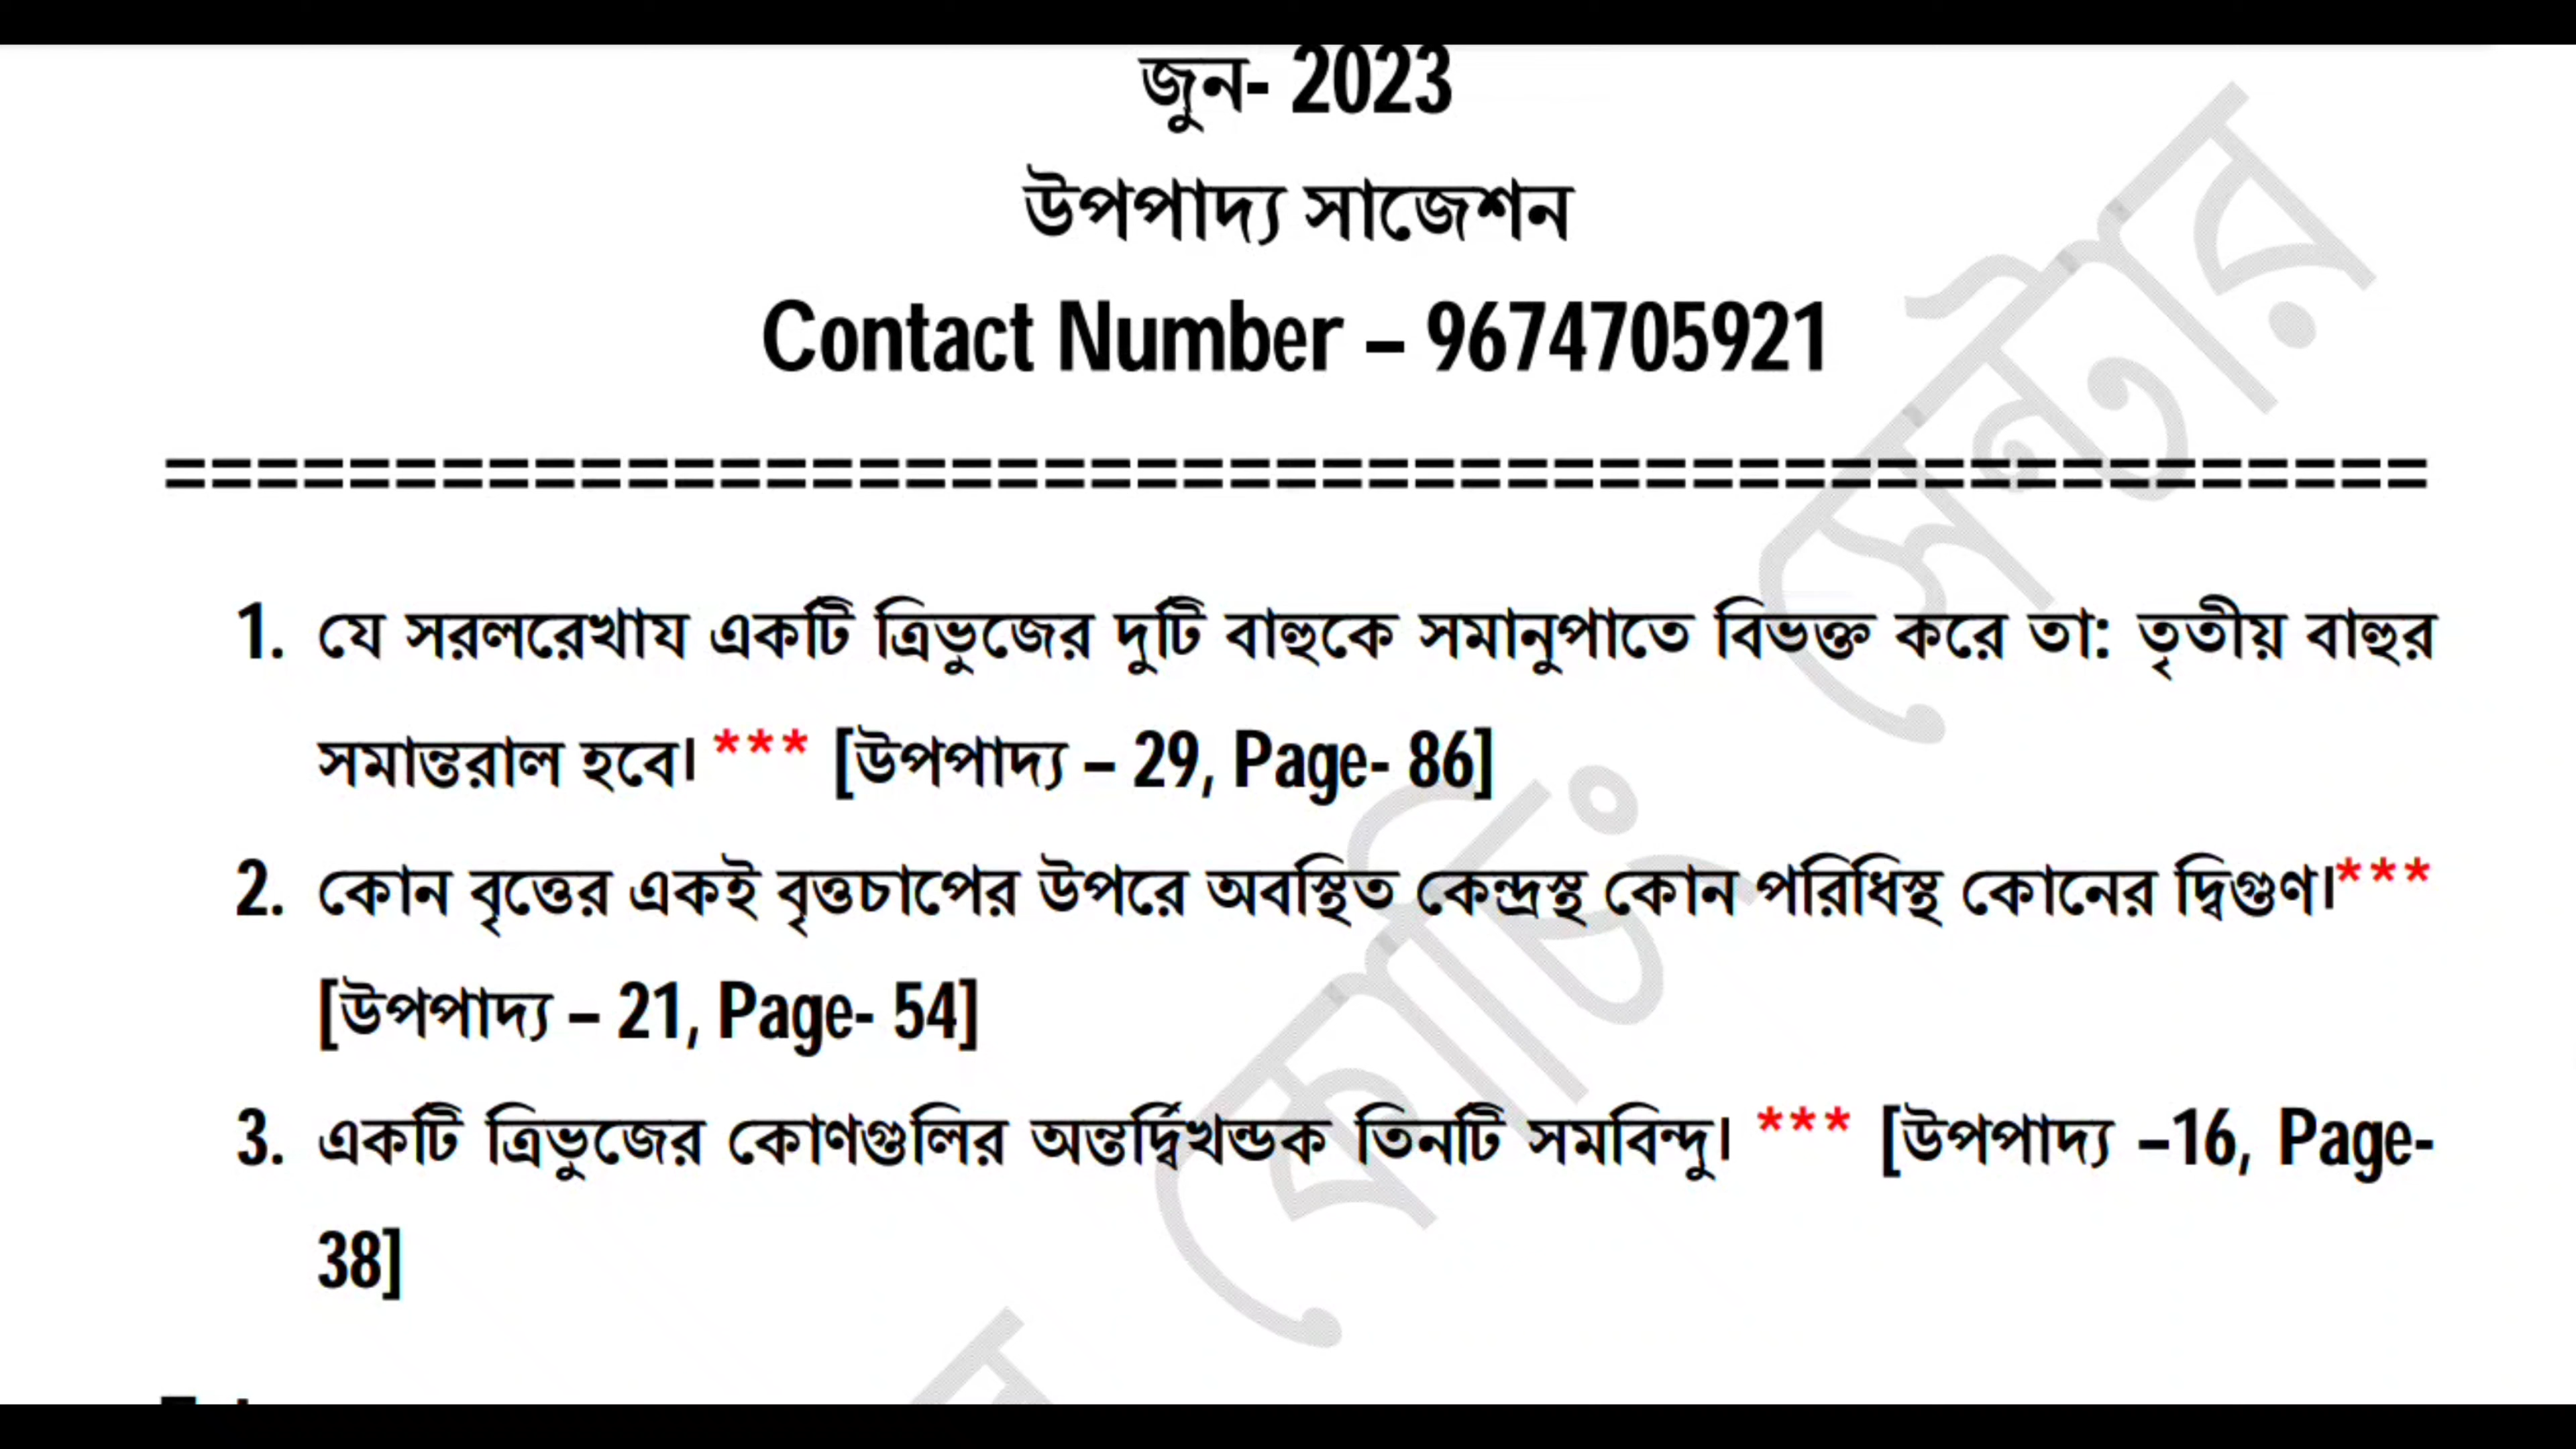 জুন- 2023
উপপাদ্য সাজেশন
Contact Number – 9674705921
=================================================
1. যে সরলরেখায একটি ত্রিভুজের দুটি বাহুকে সমানুপাতে বিভক্ত করে তা: তৃতীয় বাহুর
সমান্তরাল হবে। *** [উপপাদ্য – 29, Page- 86]
2. কোন বৃত্তের একই বৃত্তচাপের উপরে অবস্থিত কেন্দ্রস্থ কোন পরিধিস্থ কোনের দ্বিগুণ।***
[উপপাদ্য – 21, Page- 54]
3. একটি ত্রিভুজের কোণগুলির অন্তর্দ্বিখন্ডক তিনটি সমবিন্দু। *** [উপপাদ্য –16, Page-
38]
কোচিং সেন্টার